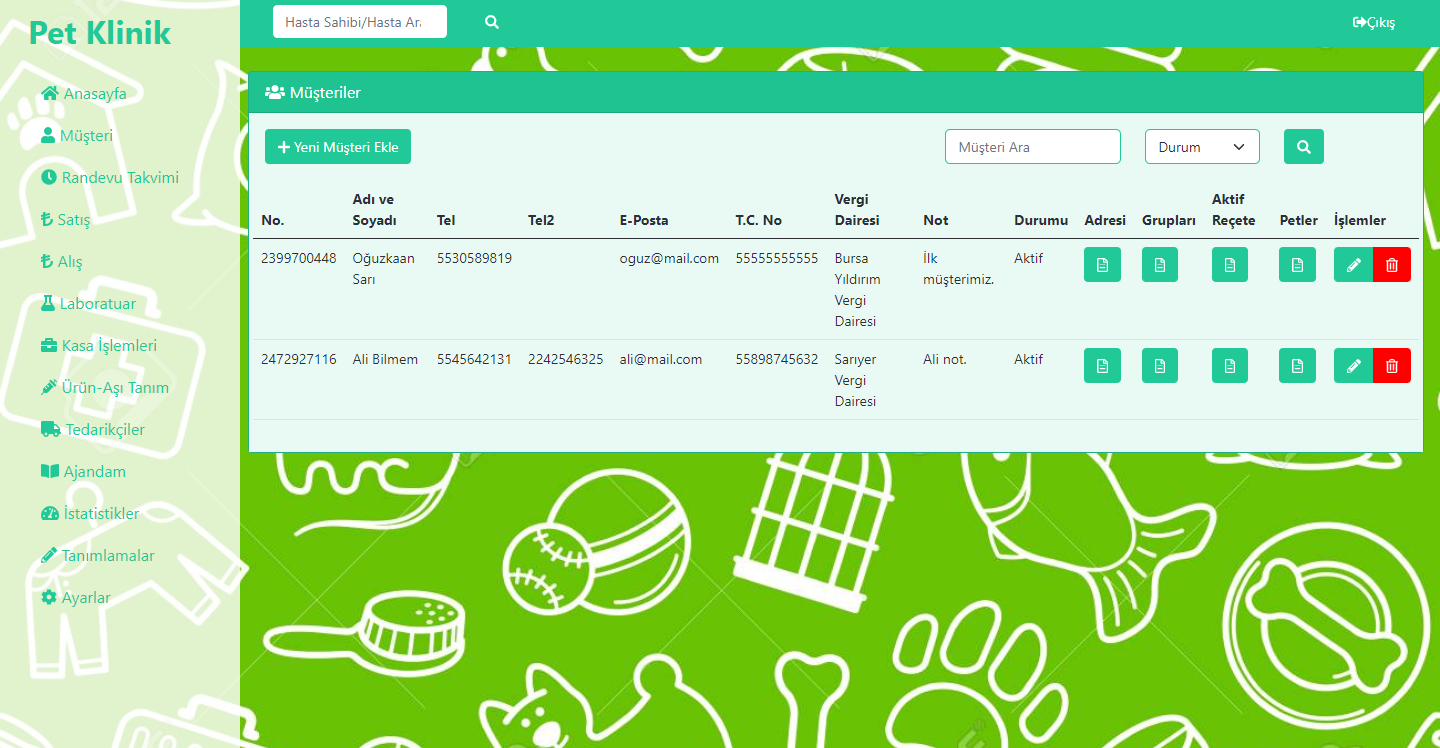 Pet Klinik
Hasta Sahibi/Hasta Ara
Çıkış
Anasayfa
Müşteri
Randevu Takvimi
Satış
Alış
Laboratuar
Kasa İşlemleri
Ürün-Aşı Tanım
Tedarikçiler
Ajandam
İstatistikler
Tanımlamalar
Ayarlar
Müşteriler
Yeni Müşteri Ekle
Müşteri Ara
Durum
No. Adı ve Soyadı Tel Tel2 E-Posta T.C. No Vergi Dairesi Not Durumu Adresi Grupları Aktif Reçete Petler İşlemler
2399700448 Oğuzkaan Sarı 5530589819 oguz@mail.com 55555555555 Bursa Yıldırım Vergi Dairesi İlk müşterimiz. Aktif
2472927116 Ali Bilmem 5545642131 2242546325 ali@mail.com 55898745632 Sarıyer Vergi Dairesi Ali not. Aktif